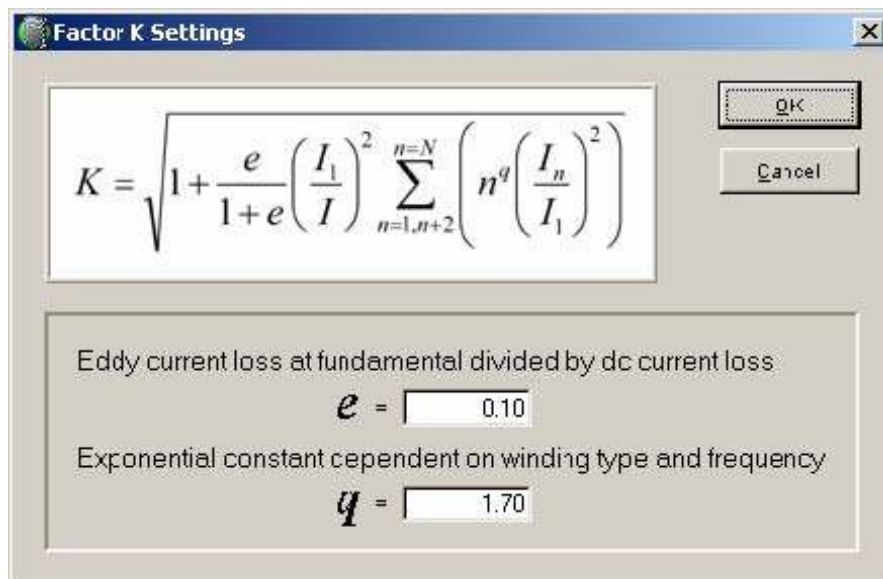 Factor K Settings
K = √(1 + e/(1 + e) (I₁/I)² ∑ n=1,n+2 n=N (n^q (Iₙ/I₁)²))
OK
Cancel
Eddy current loss at fundamental divided by dc current loss
e = 0.10
Exponential constant cependent on winding type and frequency
q = 1.70